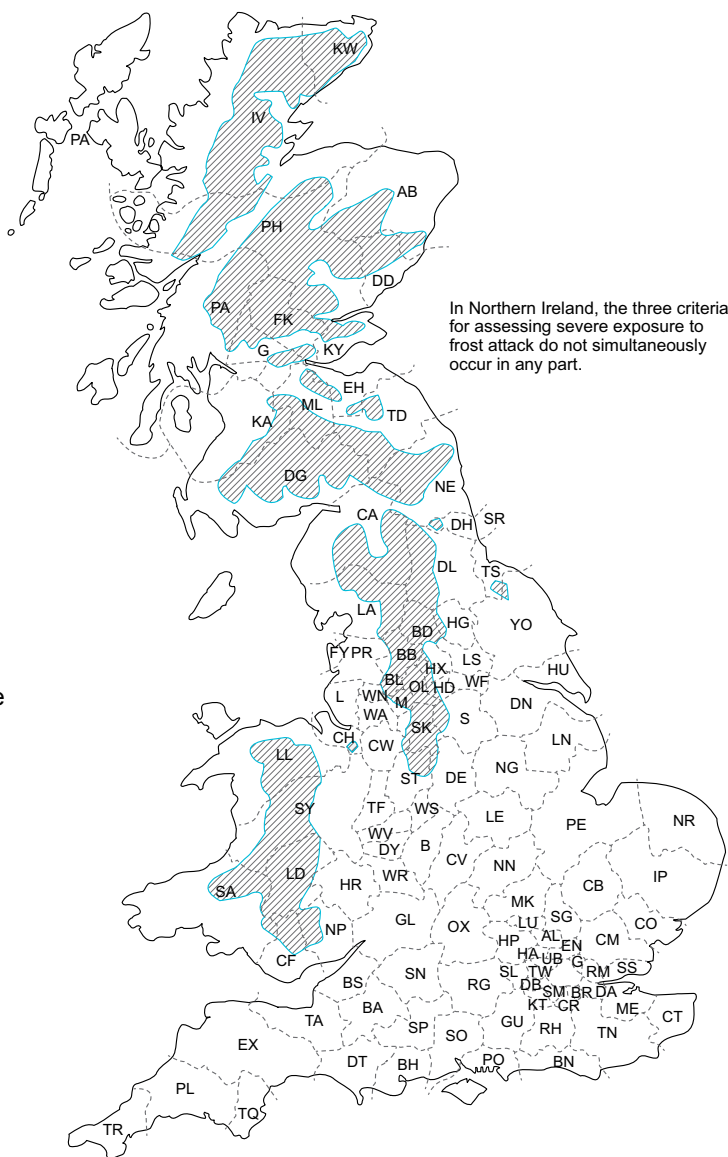 KW
PA
IV
AB
PH
DD
In Northern Ireland, the three criteria
for assessing severe exposure to
frost attack do not simultaneously
occur in any part.
PA
FK
G
KY
EH
ML
TD
KA
DG
NE
CA
DH
SR
DL
TS
LA
HG
YO
BD
FY
PR
BB
LS
HX
HU
BL
OL
HD
WF
L
WN
M
DN
WA
SK
S
CH
CW
LN
LL
ST
DE
NG
SY
TF
WS
LE
PE
NR
WV
DY
B
CV
NN
IP
SA
LD
HR
WR
CB
MK
NP
GL
OX
LU
SG
CO
HP
AL
EN
CM
CF
HA
UB
G
BS
SN
RG
SL
TW
RM
SS
DB
SM
BR
DA
TA
BA
KT
CR
ME
CT
SP
SO
GU
RH
TN
EX
DT
BH
PO
BN
PL
TQ
TR
e